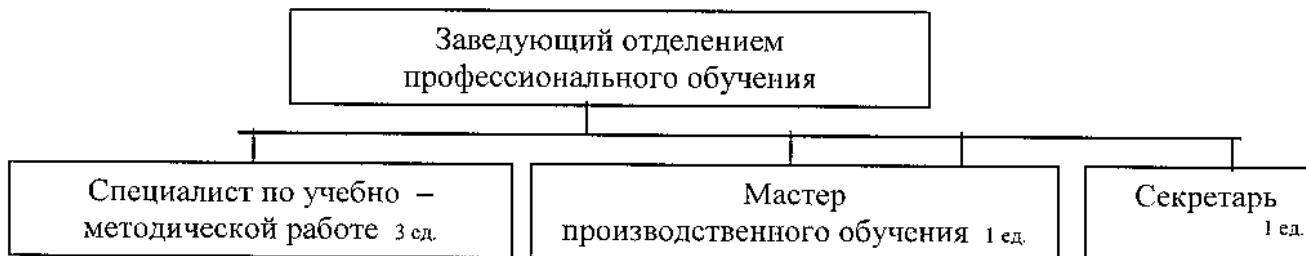 Заведующий отделением
профессионального обучения
Специалист по учебно –
методической работе 3 ед.
Мастер
производственного обучения 1 ед.
Секретарь
1 ед.